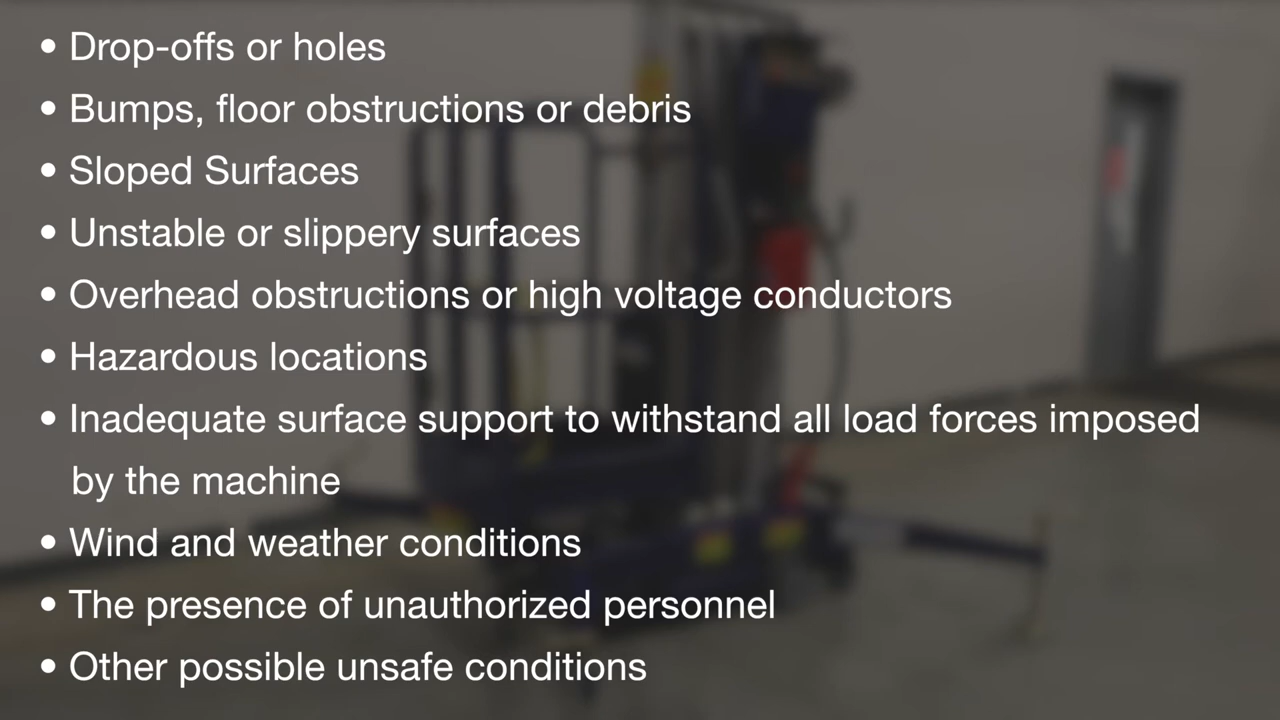 • Drop-offs or holes
• Bumps, floor obstructions or debris
• Sloped Surfaces
• Unstable or slippery surfaces
• Overhead obstructions or high voltage conductors
• Hazardous locations
• Inadequate surface support to withstand all load forces imposed
by the machine
• Wind and weather conditions
• The presence of unauthorized personnel
• Other possible unsafe conditions